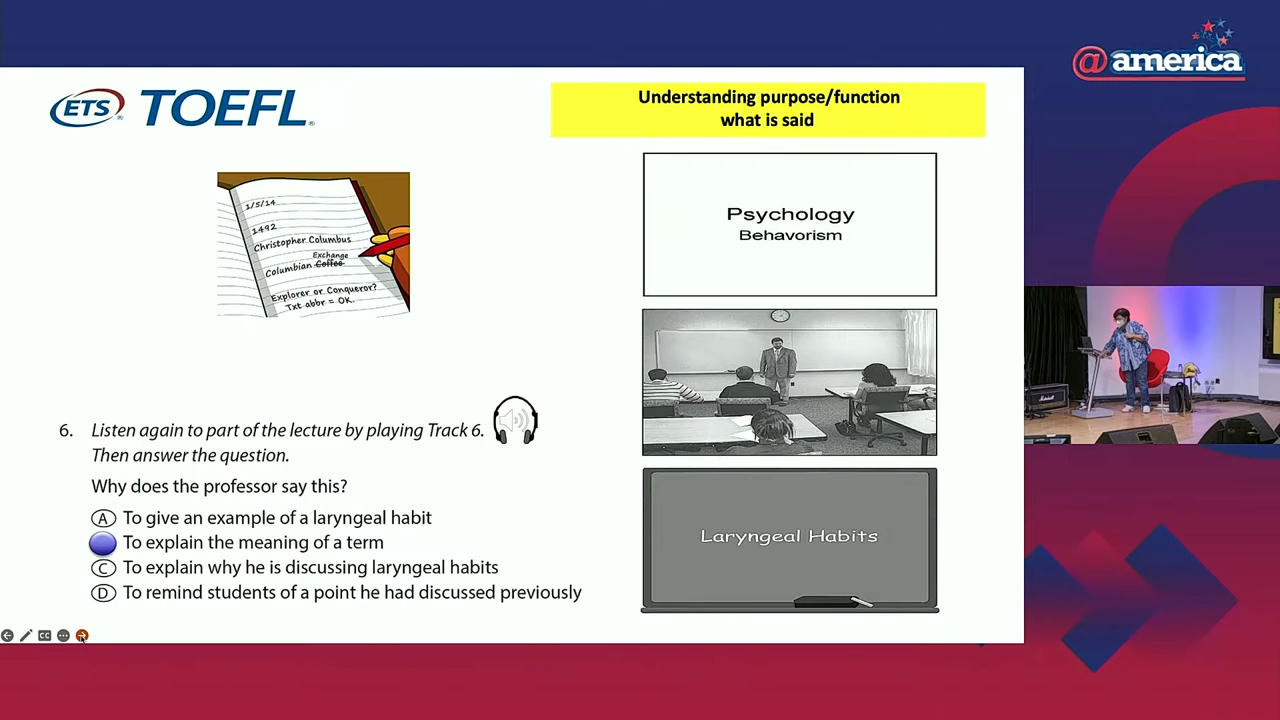 @america
ETS TOEFL
Understanding purpose/function
what is said
1/5/14
1492
Christopher Columbus
Exchange
Columbian Coffee
Explorer or Conqueror?
Txt abbr = OK.
Psychology
Behavorism
6. Listen again to part of the lecture by playing Track 6.
Then answer the question.
Why does the professor say this?
A To give an example of a laryngeal habit
To explain the meaning of a term
C To explain why he is discussing laryngeal habits
D To remind students of a point he had discussed previously
Laryngeal Habits
CC
Marshall